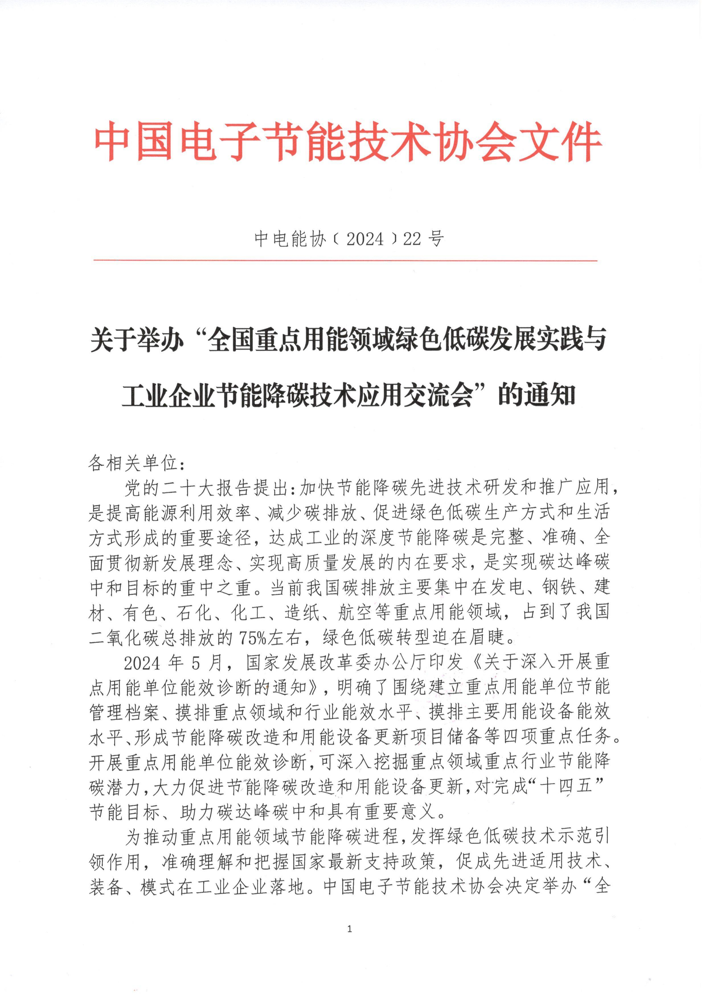 中国电子节能技术协会文件
中电能协﹝2024﹞22 号
关于举办“全国重点用能领域绿色低碳发展实践与
工业企业节能降碳技术应用交流会”的通知
各相关单位：
党的二十大报告提出：加快节能降碳先进技术研发和推广应用，
是提高能源利用效率、减少碳排放、促进绿色低碳生产方式和生活
方式形成的重要途径，达成工业的深度节能降碳是完整、准确、全
面贯彻新发展理念、实现高质量发展的内在要求，是实现碳达峰碳
中和目标的重中之重。当前我国碳排放主要集中在发电、钢铁、建
材、有色、石化、化工、造纸、航空等重点用能领域，占到了我国
二氧化碳总排放的 75%左右，绿色低碳转型迫在眉睫。
2024 年 5 月，国家发展改革委办公厅印发《关于深入开展重
点用能单位能效诊断的通知》，明确了围绕建立重点用能单位节能
管理档案、摸排重点领域和行业能效水平、摸排主要用能设备能效
水平、形成节能降碳改造和用能设备更新项目储备等四项重点任务。
开展重点用能单位能效诊断，可深入挖掘重点领域重点行业节能降
碳潜力，大力促进节能降碳改造和用能设备更新，对完成“十四五”
节能目标、助力碳达峰碳中和具有重要意义。
为推动重点用能领域节能降碳进程，发挥绿色低碳技术示范引
领作用，准确理解和把握国家最新支持政策，促成先进适用技术、
装备、模式在工业企业落地。中国电子节能技术协会决定举办“全
1